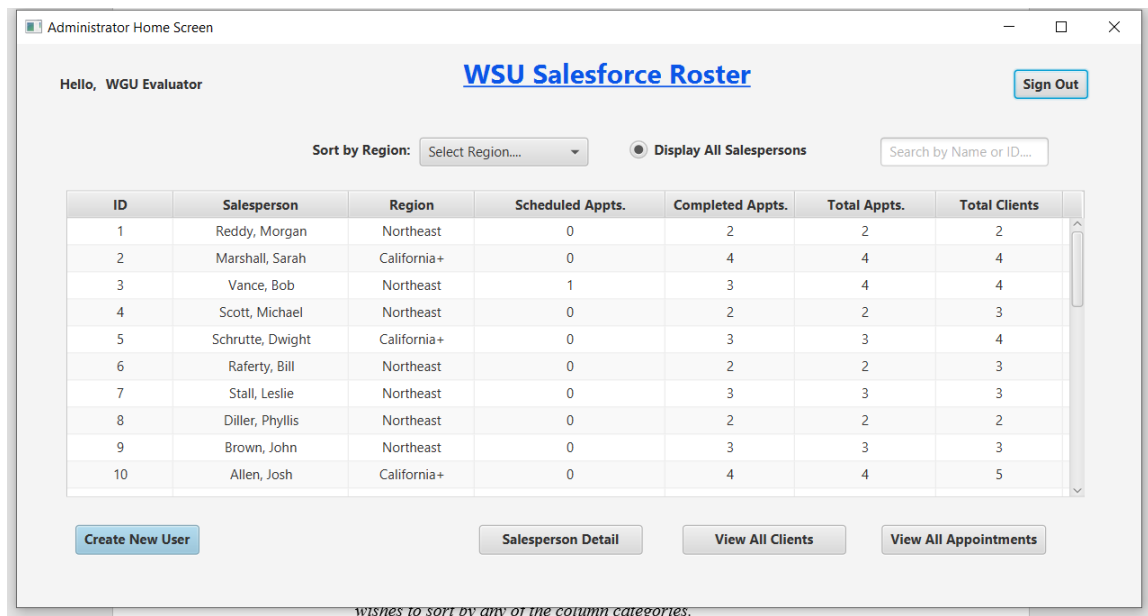 Administrator Home Screen
Hello, WGU Evaluator
WSU Salesforce Roster
Sign Out
Sort by Region: Select Region.... Display All Salespersons Search by Name or ID....
ID Salesperson Region Scheduled Appts. Completed Appts. Total Appts. Total Clients
1 Reddy, Morgan Northeast 0 2 2 2
2 Marshall, Sarah California+ 0 4 4 4
3 Vance, Bob Northeast 1 3 4 4
4 Scott, Michael Northeast 0 2 2 3
5 Schrutte, Dwight California+ 0 3 3 4
6 Raferty, Bill Northeast 0 2 2 3
7 Stall, Leslie Northeast 0 3 3 3
8 Diller, Phyllis Northeast 0 2 2 2
9 Brown, John Northeast 0 3 3 3
10 Allen, Josh California+ 0 4 4 5
Create New User Salesperson Detail View All Clients View All Appointments
wishes to sort by any of the column categories.